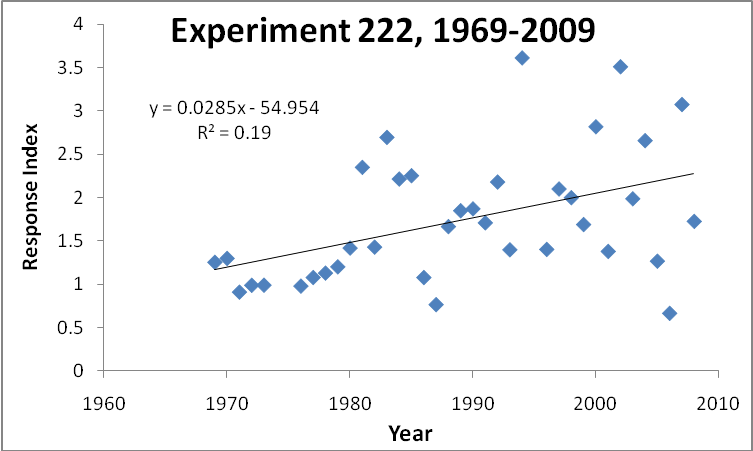 Experiment 222, 1969-2009
y = 0.0285x - 54.954
R² = 0.19
Response Index
4
3.5
3
2.5
2
1.5
1
0.5
0
1960 1970 1980 1990 2000 2010
Year